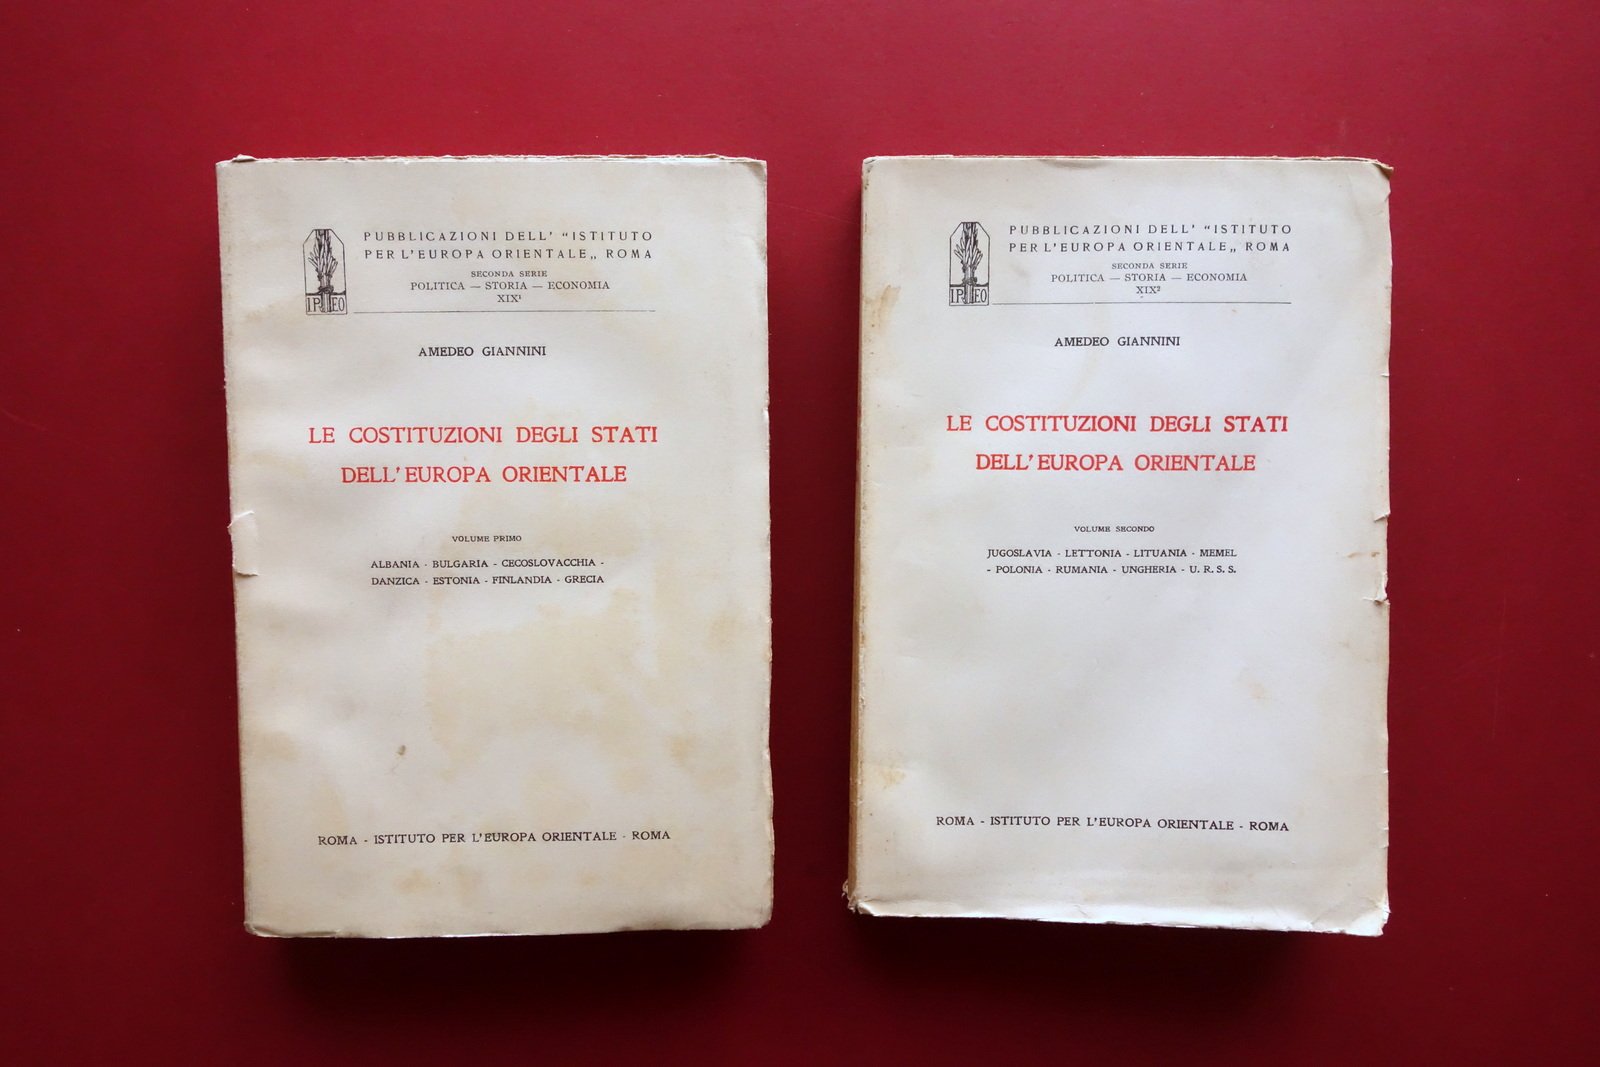 PUBBLICAZIONI DELL' "ISTITUTO
PER L'EUROPA ORIENTALE„ ROMA
SECONDA SERIE
POLITICA — STORIA — ECONOMIA
XIX¹
IPEO
AMEDEO GIANNINI
LE COSTITUZIONI DEGLI STATI
DELL'EUROPA ORIENTALE
VOLUME PRIMO
ALBANIA - BULGARIA - CECOSLOVACCHIA -
DANZICA - ESTONIA - FINLANDIA - GRECIA
ROMA - ISTITUTO PER L'EUROPA ORIENTALE - ROMA
PUBBLICAZIONI DELL' "ISTITUTO
PER L'EUROPA ORIENTALE„ ROMA
SECONDA SERIE
POLITICA — STORIA — ECONOMIA
XIX²
IPEO
AMEDEO GIANNINI
LE COSTITUZIONI DEGLI STATI
DELL'EUROPA ORIENTALE
VOLUME SECONDO
JUGOSLAVIA - LETTONIA - LITUANIA - MEMEL
- POLONIA - RUMANIA - UNGHERIA - U. R. S. S.
ROMA - ISTITUTO PER L'EUROPA ORIENTALE - ROMA